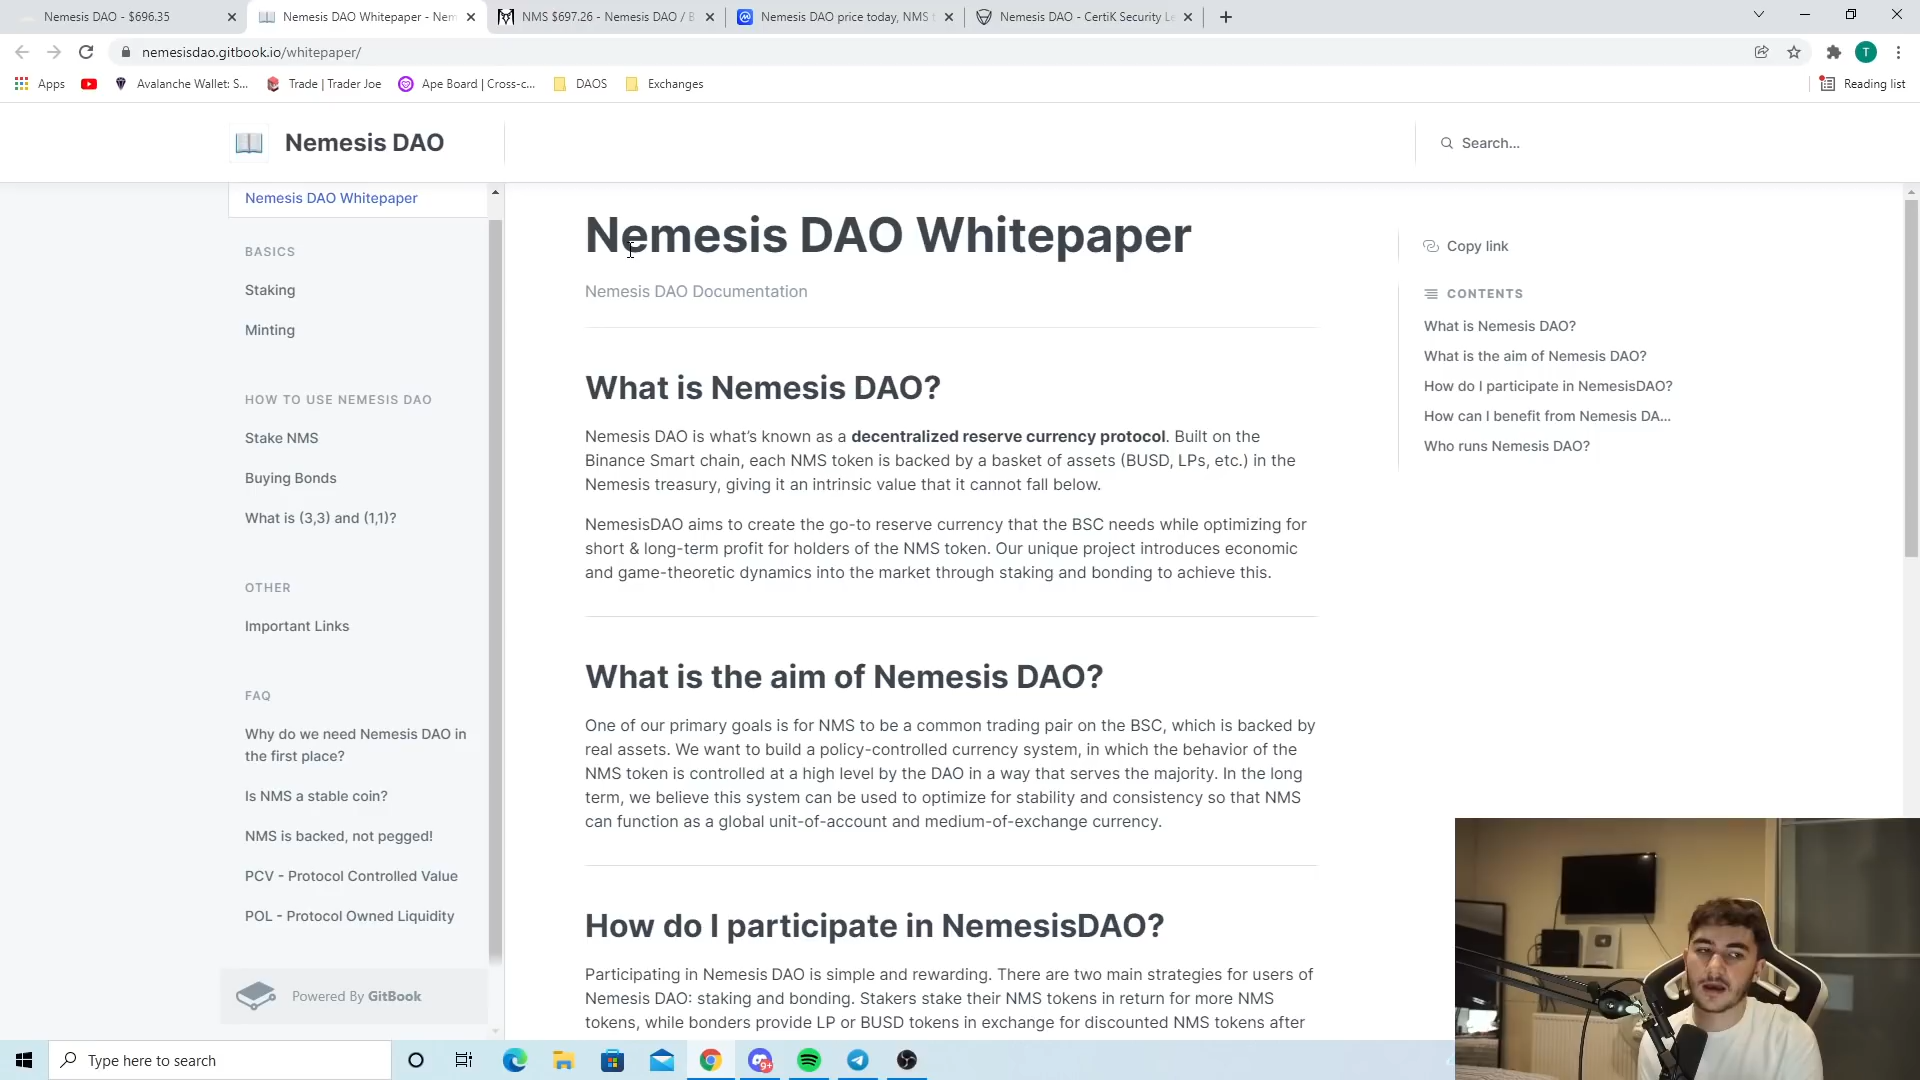 Nemesis DAO - $696.35
Nemesis DAO Whitepaper - Nem
NMS $697.26 - Nemesis DAO / B
Nemesis DAO price today, NMS t
Nemesis DAO - CertiK Security Le
nemesisdao.gitbook.io/whitepaper/
T
Apps
Avalanche Wallet: S...
Trade | Trader Joe
Ape Board | Cross-c...
DAOS
Exchanges
Reading list
Nemesis DAO
Search...
Nemesis DAO Whitepaper
BASICS
Staking
Minting
HOW TO USE NEMESIS DAO
Stake NMS
Buying Bonds
What is (3,3) and (1,1)?
OTHER
Important Links
FAQ
Why do we need Nemesis DAO in
the first place?
Is NMS a stable coin?
NMS is backed, not pegged!
PCV - Protocol Controlled Value
POL - Protocol Owned Liquidity
Powered By GitBook
Nemesis DAO Whitepaper
Nemesis DAO Documentation
What is Nemesis DAO?
Nemesis DAO is what's known as a decentralized reserve currency protocol. Built on the
Binance Smart chain, each NMS token is backed by a basket of assets (BUSD, LPs, etc.) in the
Nemesis treasury, giving it an intrinsic value that it cannot fall below.
NemesisDAO aims to create the go-to reserve currency that the BSC needs while optimizing for
short & long-term profit for holders of the NMS token. Our unique project introduces economic
and game-theoretic dynamics into the market through staking and bonding to achieve this.
What is the aim of Nemesis DAO?
One of our primary goals is for NMS to be a common trading pair on the BSC, which is backed by
real assets. We want to build a policy-controlled currency system, in which the behavior of the
NMS token is controlled at a high level by the DAO in a way that serves the majority. In the long
term, we believe this system can be used to optimize for stability and consistency so that NMS
can function as a global unit-of-account and medium-of-exchange currency.
How do I participate in NemesisDAO?
Participating in Nemesis DAO is simple and rewarding. There are two main strategies for users of
Nemesis DAO: staking and bonding. Stakers stake their NMS tokens in return for more NMS
tokens, while bonders provide LP or BUSD tokens in exchange for discounted NMS tokens after
Copy link
CONTENTS
What is Nemesis DAO?
What is the aim of Nemesis DAO?
How do I participate in NemesisDAO?
How can I benefit from Nemesis DA...
Who runs Nemesis DAO?
Type here to search
9+